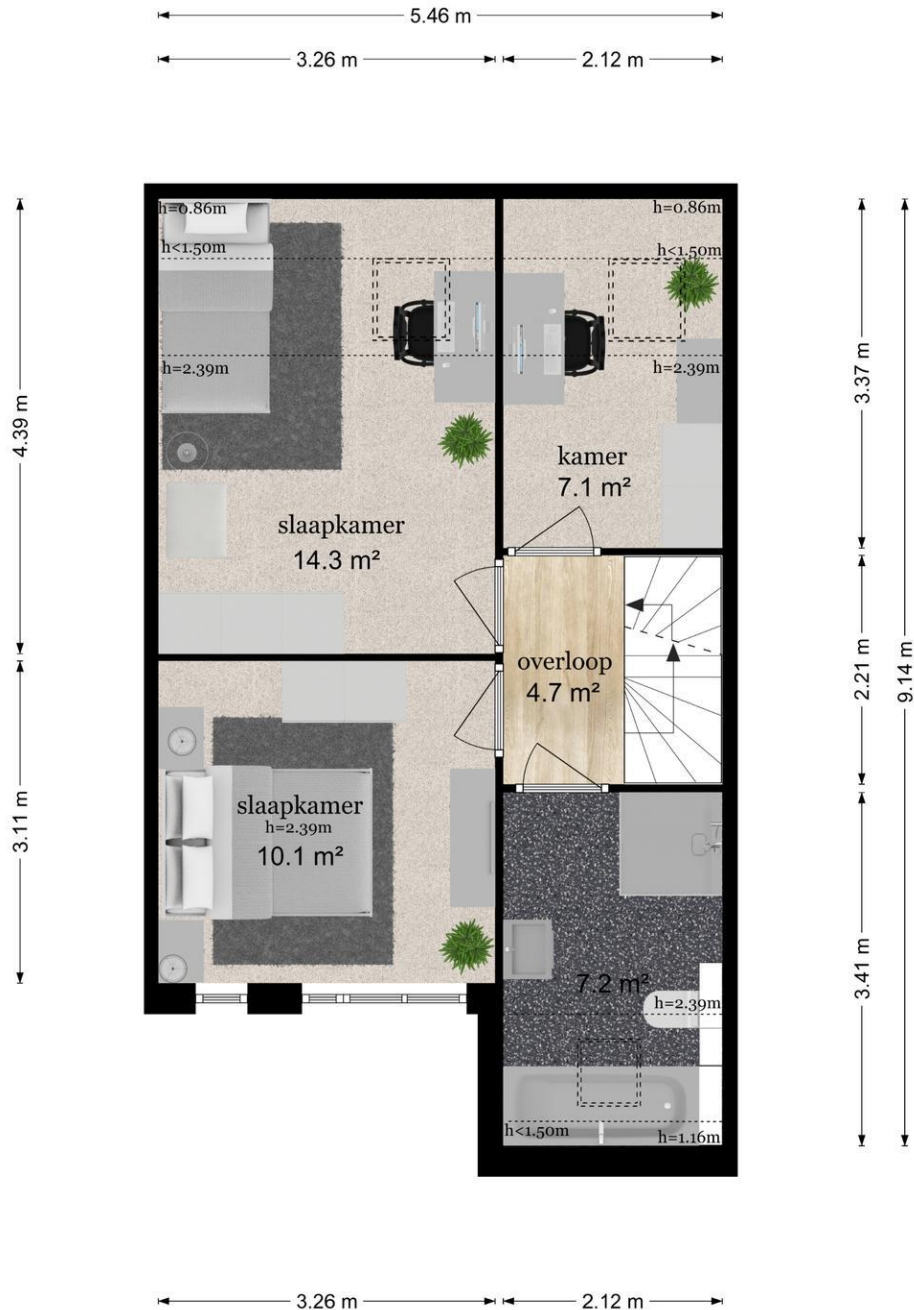 5.46 m
3.26 m
2.12 m
h=0.86m
h=0.86m
h<1.50m
h<1.50m
h=2.39m
h=2.39m
4.39 m
3.37 m
kamer
7.1 m²
slaapkamer
14.3 m²
overloop
4.7 m²
2.21 m
9.14 m
slaapkamer
h=2.39m
10.1 m²
3.11 m
7.2 m²
h=2.39m
3.41 m
h<1.50m
h=1.16m
3.26 m
2.12 m